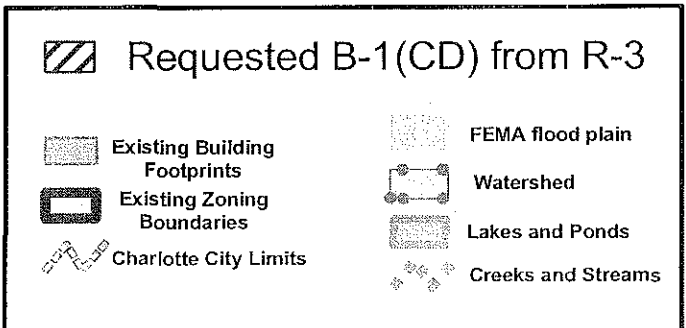 Requested B-1(CD) from R-3
Existing Building
Footprints
Existing Zoning
Boundaries
Charlotte City Limits
FEMA flood plain
Watershed
Lakes and Ponds
Creeks and Streams